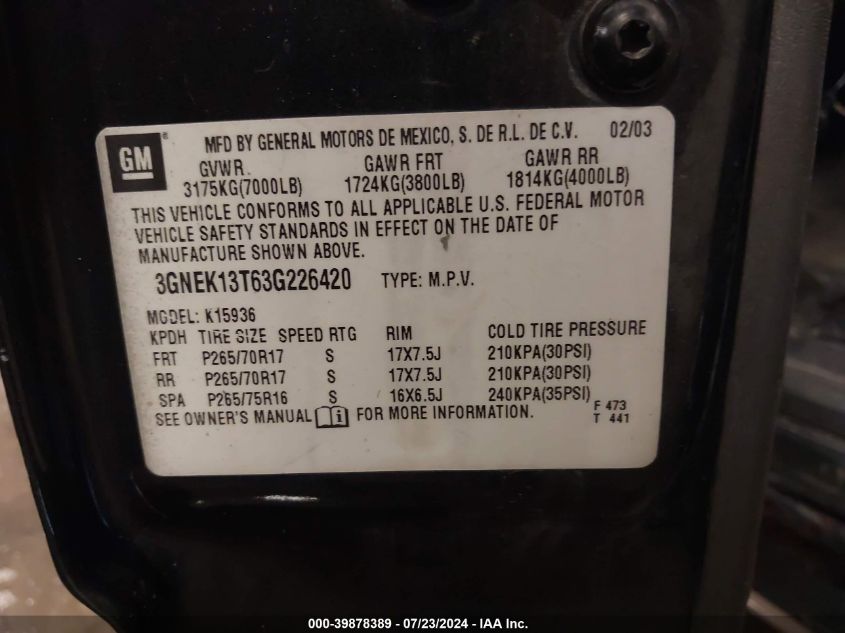 GM ® MFD BY GENERAL MOTORS DE MEXICO, S. DE R.L. DE C.V. 02/03
GVWR GAWR FRT GAWR RR
3175KG(7000LB) 1724KG(3800LB) 1814KG(4000LB)
THIS VEHICLE CONFORMS TO ALL APPLICABLE U.S. FEDERAL MOTOR
VEHICLE SAFETY STANDARDS IN EFFECT ON THE DATE OF
MANUFACTURE SHOWN ABOVE.
3GNEK13T63G226420 TYPE: M.P.V.
MODEL: K15936
KPDH TIRE SIZE SPEED RTG RIM COLD TIRE PRESSURE
FRT P265/70R17 S 17X7.5J 210KPA(30PSI)
RR P265/70R17 S 17X7.5J 210KPA(30PSI)
SPA P265/75R16 S 16X6.5J 240KPA(35PSI)
SEE OWNER'S MANUAL FOR MORE INFORMATION.
F 473
T 441
000-39878389 / 07/23/2024 - IAA Inc.